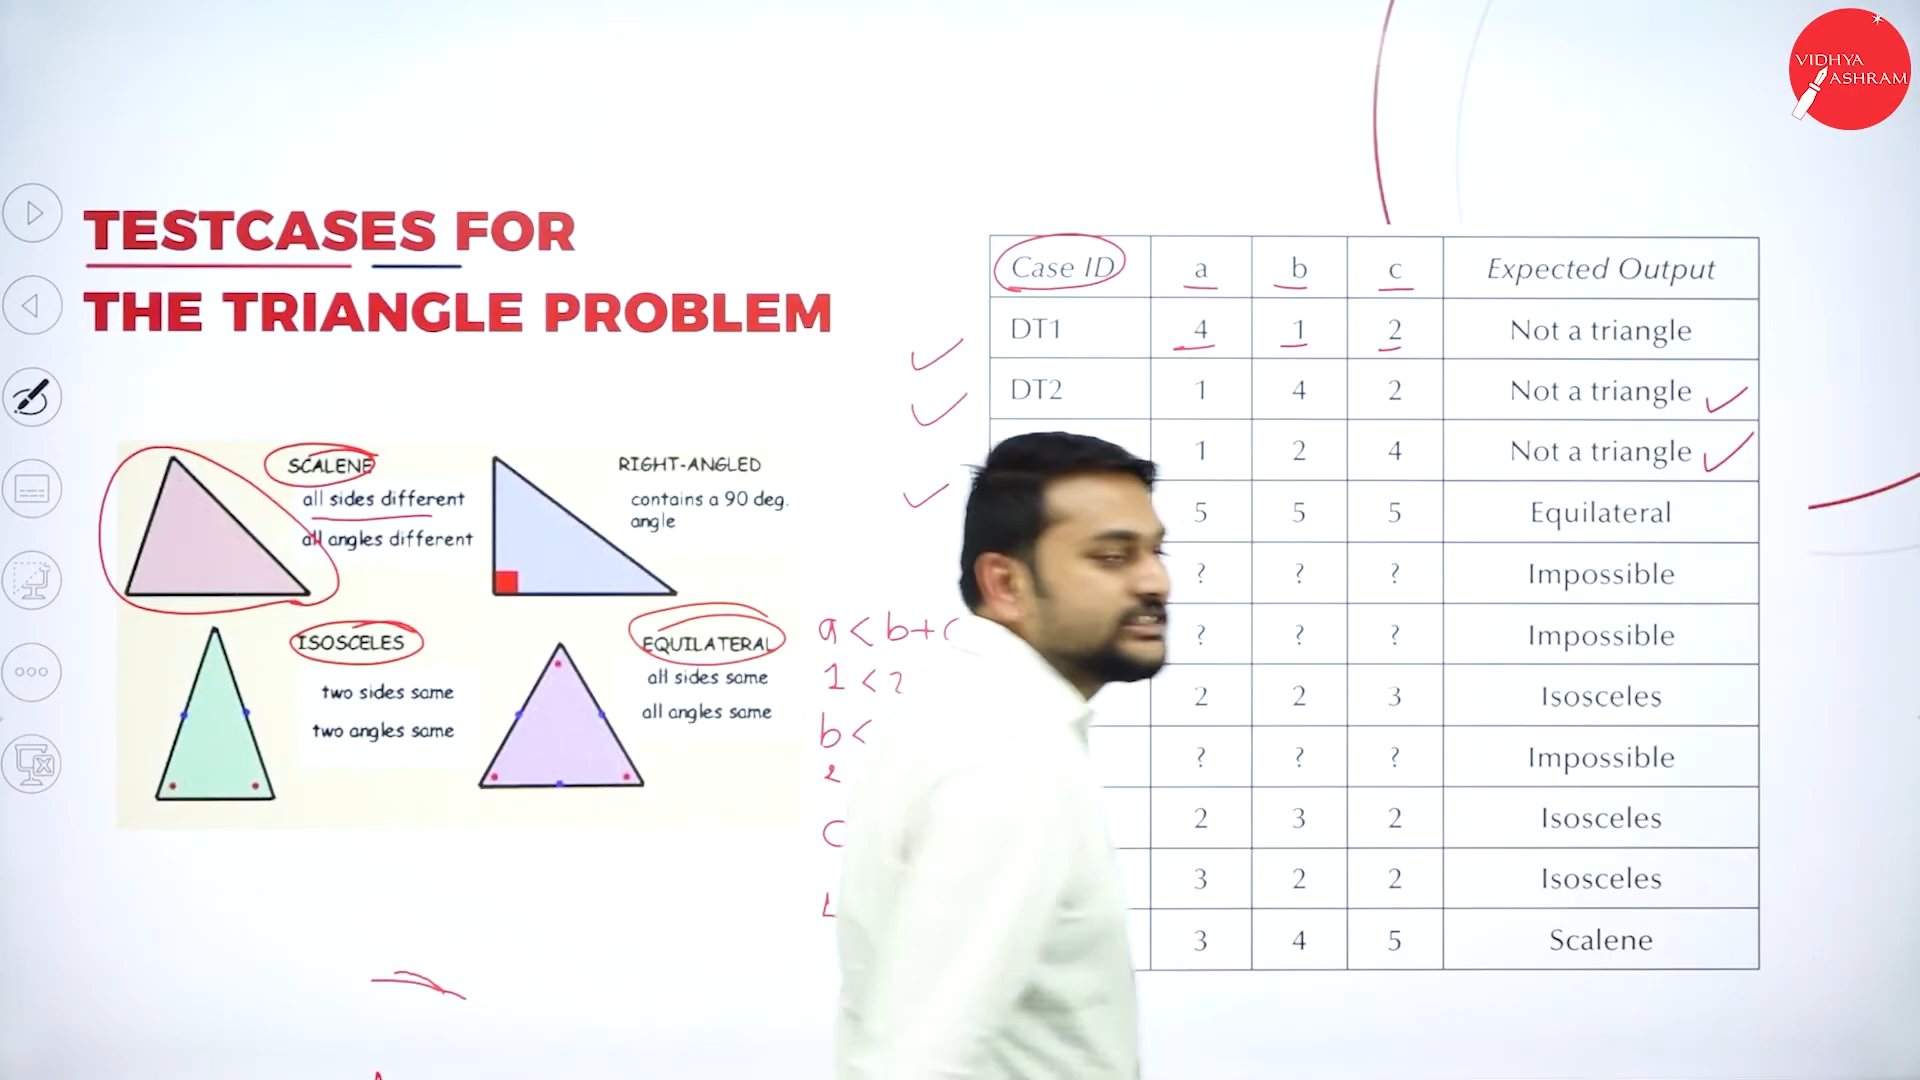 VIDHYA
ASHRAM
TESTCASES FOR
THE TRIANGLE PROBLEM
SCALENE
all sides different
all angles different
RIGHT-ANGLED
contains a 90 deg.
angle
ISOSCELES
two sides same
two angles same
EQUILATERAL
all sides same
all angles same
a < b+c
1 < 2
b <
Case ID a b c Expected Output
DT1 4 1 2 Not a triangle
DT2 1 4 2 Not a triangle
1 2 4 Not a triangle
5 5 5 Equilateral
? ? ? Impossible
? ? ? Impossible
2 2 3 Isosceles
? ? ? Impossible
2 3 2 Isosceles
3 2 2 Isosceles
3 4 5 Scalene